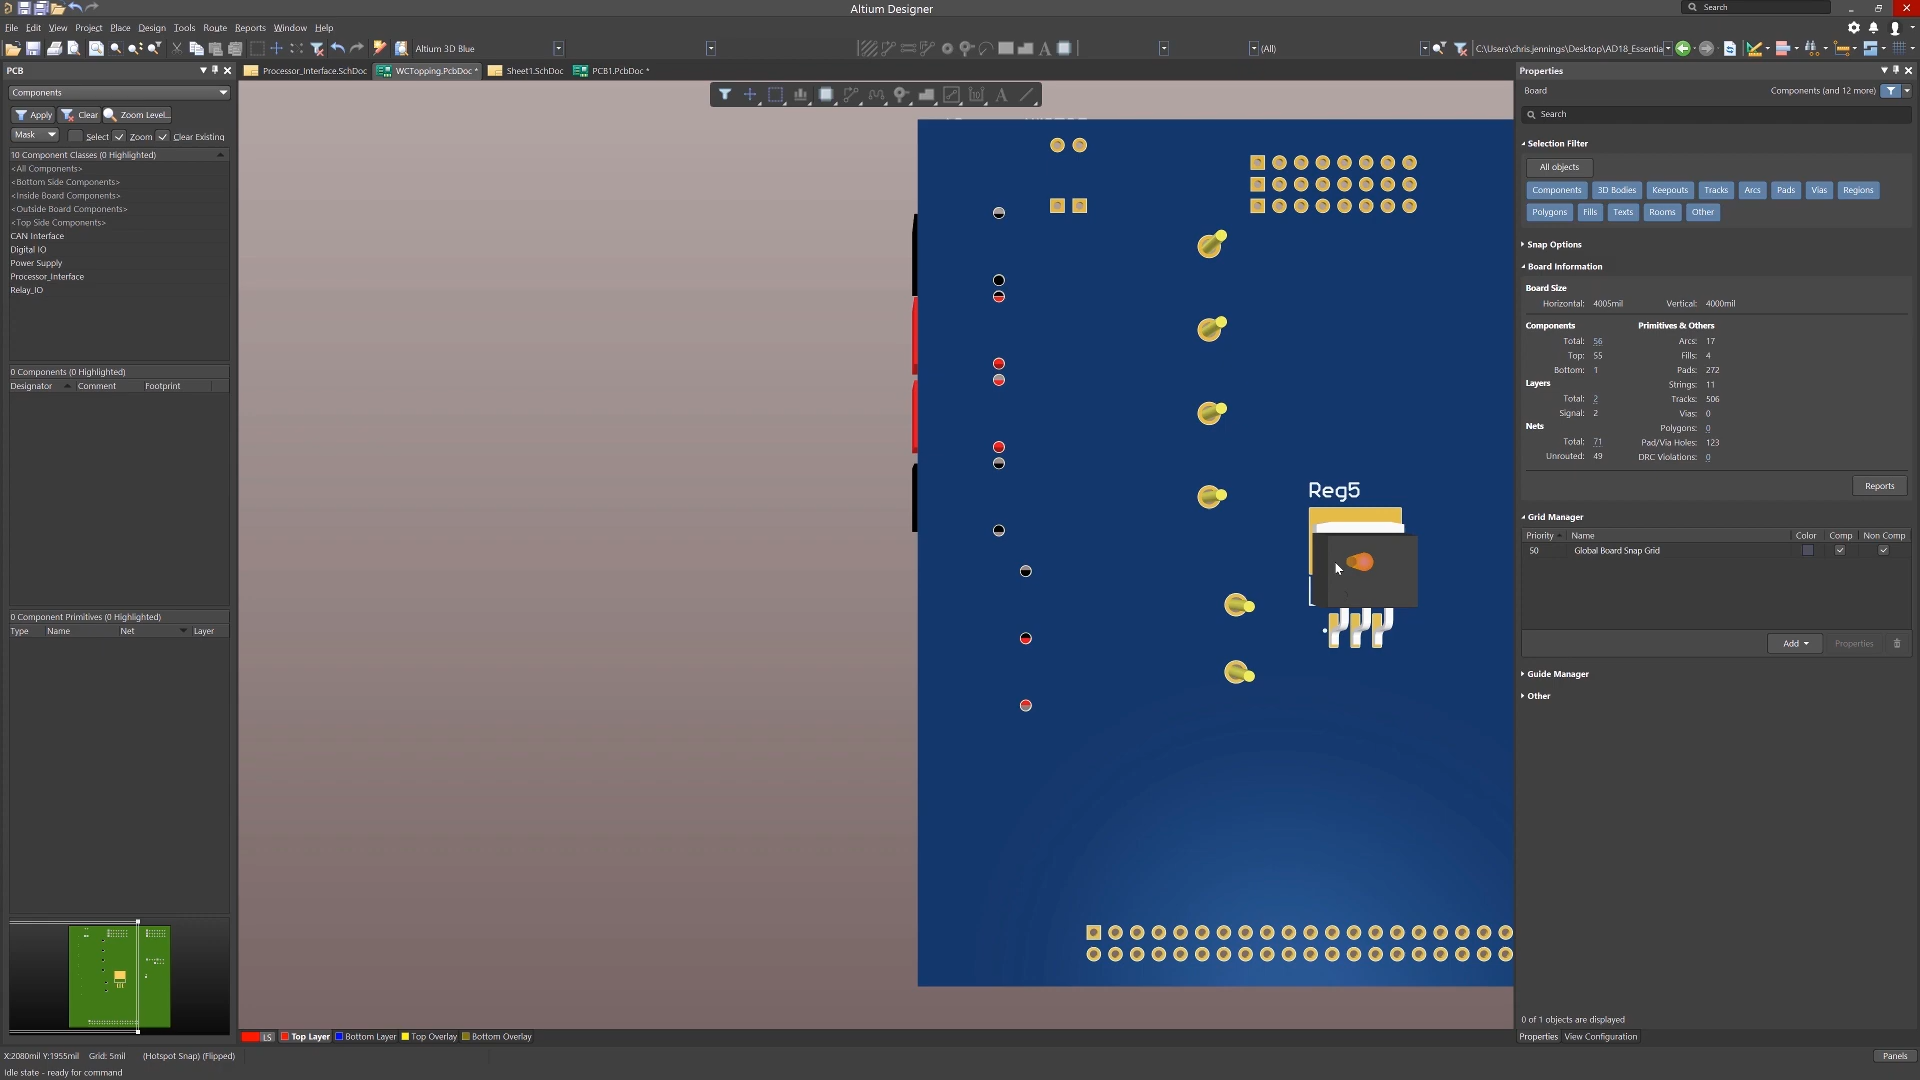 Altium Designer
Search
File Edit View Project Place Design Tools Route Reports Window Help
Altium 3D Blue
(All)
C:\Users\chris.jennings\Desktop\AD18_Essentia
PCB
Processor_Interface.SchDoc
WCTopping.PcbDoc *
Sheet1.SchDoc
PCB1.PcbDoc *
Components
Apply Clear Zoom Level...
Mask Select Zoom Clear Existing
10 Component Classes (0 Highlighted)
<All Components>
<Bottom Side Components>
<Inside Board Components>
<Outside Board Components>
<Top Side Components>
CAN Interface
Digital IO
Power Supply
Processor_Interface
Relay_IO
0 Components (0 Highlighted)
Designator Comment Footprint
0 Component Primitives (0 Highlighted)
Type Name Net Layer
Reg5
LS Top Layer Bottom Layer Top Overlay Bottom Overlay
X:2080mil Y:1955mil Grid: 5mil (Hotspot Snap) (Flipped)
Idle state - ready for command
Properties
Board Components (and 12 more)
Search
Selection Filter
All objects
Components 3D Bodies Keepouts Tracks Arcs Pads Vias Regions
Polygons Fills Texts Rooms Other
Snap Options
Board Information
Board Size
Horizontal: 4005mil Vertical: 4000mil
Components Primitives & Others
Total: 56 Arcs: 17
Top: 55 Fills: 4
Bottom: 1 Pads: 272
Layers Strings: 11
Total: 2 Tracks: 506
Signal: 2 Vias: 0
Nets Polygons: 0
Total: 71 Pad/Via Holes: 123
Unrouted: 49 DRC Violations: 0
Reports
Grid Manager
Priority Name Color Comp Non Comp
50 Global Board Snap Grid
Add Properties
Guide Manager
Other
0 of 1 objects are displayed
Properties View Configuration
Panels